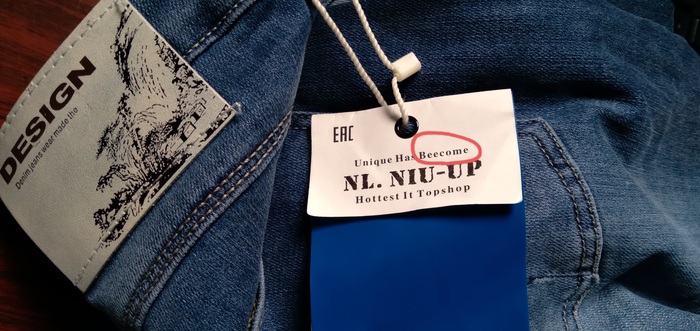 DESIGN
Denim jeans wear made the
EAC
Unique Has Beecome
NL. NIU-UP
Hottest It Topshop